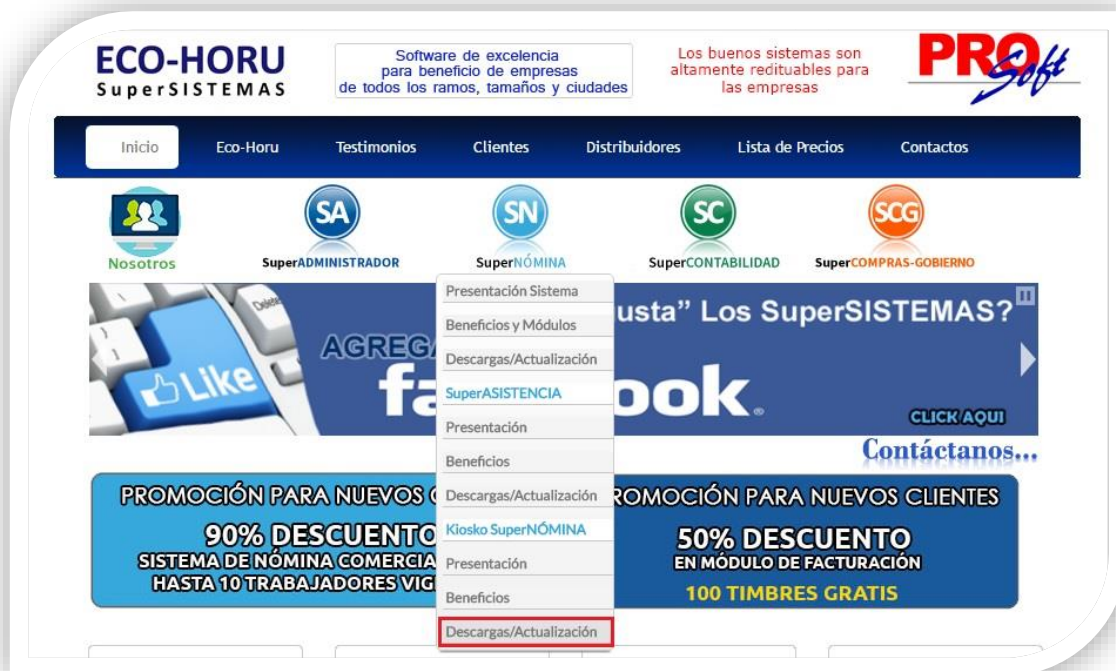 ECO-HORU
SuperSISTEMAS
Software de excelencia
para beneficio de empresas
de todos los ramos, tamaños y ciudades
Los buenos sistemas son
altamente redituables para
las empresas
PROSoft
Inicio
Eco-Horu
Testimonios
Clientes
Distribuidores
Lista de Precios
Contactos
SA
SN
SC
SCG
Nosotros
SuperADMINISTRADOR
SuperNÓMINA
SuperCONTABILIDAD
SuperCOMPRAS-GOBIERNO
Presentación Sistema
Beneficios y Módulos
Descargas/Actualización
SuperASISTENCIA
Presentación
Beneficios
Descargas/Actualización
Kiosko SuperNÓMINA
Presentación
Beneficios
Descargas/Actualización
Delete
Like
usta” Los SuperSISTEMAS?
AGREGA
fa ook.
CLICK AQUI
Contáctanos...
PROMOCIÓN PARA NUEVOS
90% DESCUENTO
SISTEMA DE NÓMINA COMERCIA
HASTA 10 TRABAJADORES VIG
ROMOCIÓN PARA NUEVOS CLIENTES
50% DESCUENTO
EN MÓDULO DE FACTURACIÓN
100 TIMBRES GRATIS